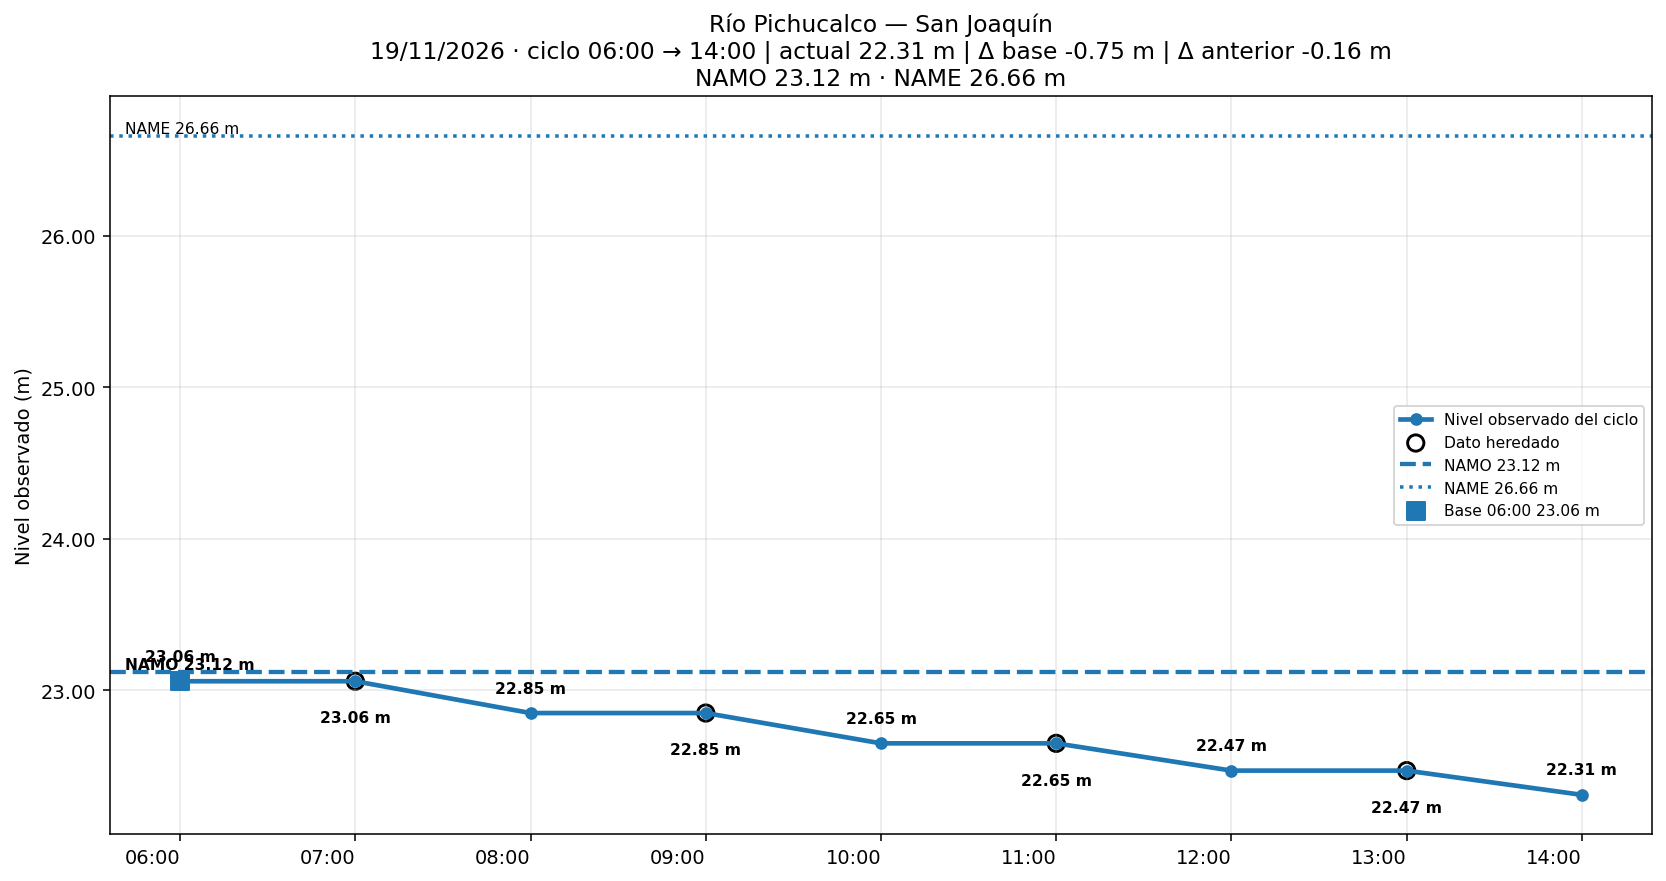 Río Pichucalco — San Joaquín
19/11/2026 · ciclo 06:00 → 14:00 | actual 22.31 m | Δ base -0.75 m | Δ anterior -0.16 m
NAMO 23.12 m · NAME 26.66 m
NAME 26.66 m
26.00
25.00
24.00
23.00
Nivel observado (m)
Nivel observado del ciclo
Dato heredado
NAMO 23.12 m
NAME 26.66 m
Base 06:00 23.06 m
23.06 m
NAMO 23.12 m
23.06 m
22.85 m
22.85 m
22.65 m
22.65 m
22.47 m
22.47 m
22.31 m
06:00
07:00
08:00
09:00
10:00
11:00
12:00
13:00
14:00